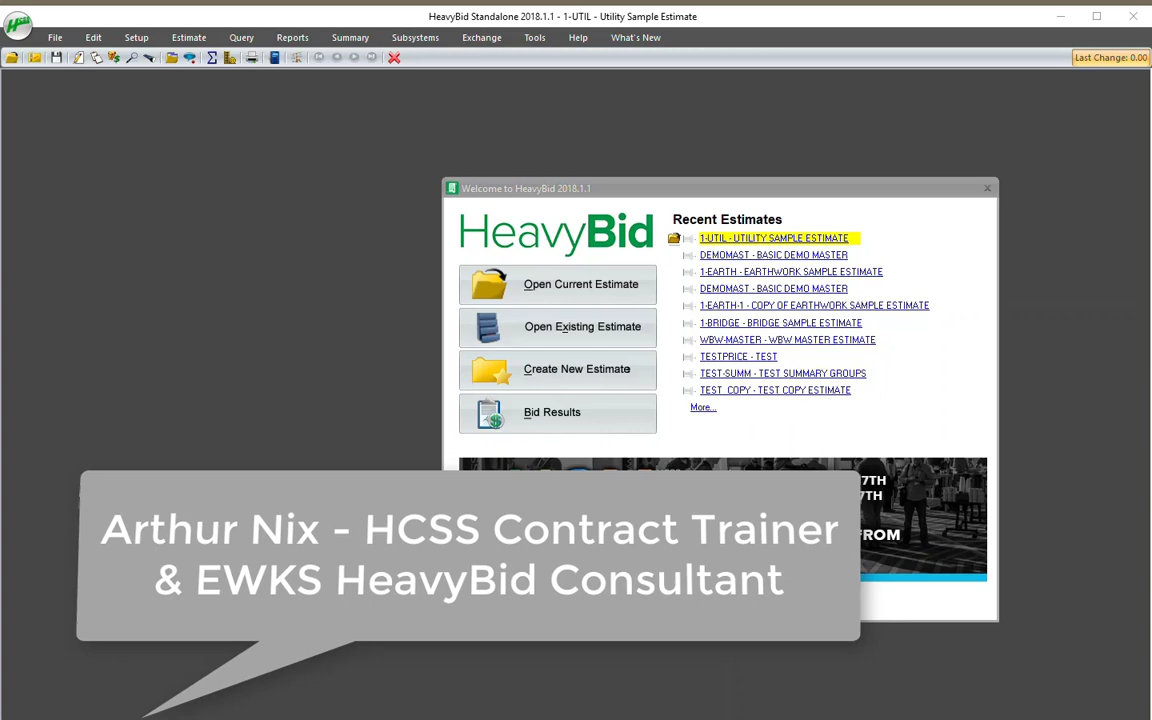 HeavyBid Standalone 2018.1.1 - 1-UTIL - Utility Sample Estimate
HCSS
File Edit Setup Estimate Query Reports Summary Subsystems Exchange Tools Help What's New
Last Change: 0.00
Welcome to HeavyBid 2018.1.1
HeavyBid
Open Current Estimate
Open Existing Estimate
Create New Estimate
Bid Results
Recent Estimates
1-UTIL - UTILITY SAMPLE ESTIMATE
DEMOMAST - BASIC DEMO MASTER
1-EARTH - EARTHWORK SAMPLE ESTIMATE
DEMOMAST - BASIC DEMO MASTER
1-EARTH-1 - COPY OF EARTHWORK SAMPLE ESTIMATE
1-BRIDGE - BRIDGE SAMPLE ESTIMATE
WBW-MASTER - WBW MASTER ESTIMATE
TESTPRICE - TEST
TEST-SUMM - TEST SUMMARY GROUPS
TEST_COPY - TEST COPY ESTIMATE
More...
7TH
7TH
FROM
Arthur Nix - HCSS Contract Trainer
& EWKS HeavyBid Consultant